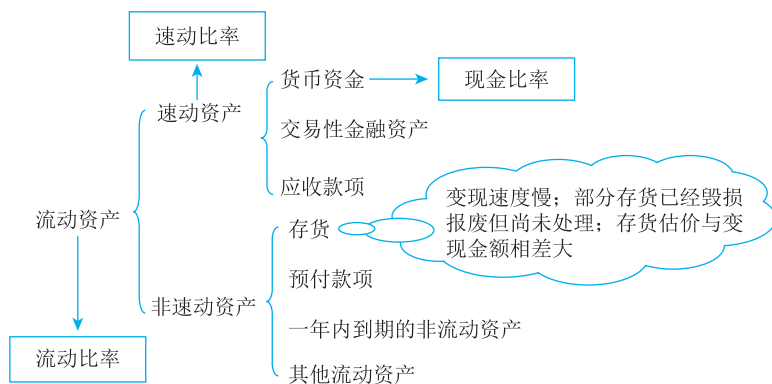 速动比率
货币资金
现金比率
速动资产
交易性金融资产
应收款项
流动资产
存货
变现速度慢；部分存货已经毁损
报废但尚未处理；存货估价与变
现金额相差大
预付款项
非速动资产
一年内到期的非流动资产
流动比率
其他流动资产